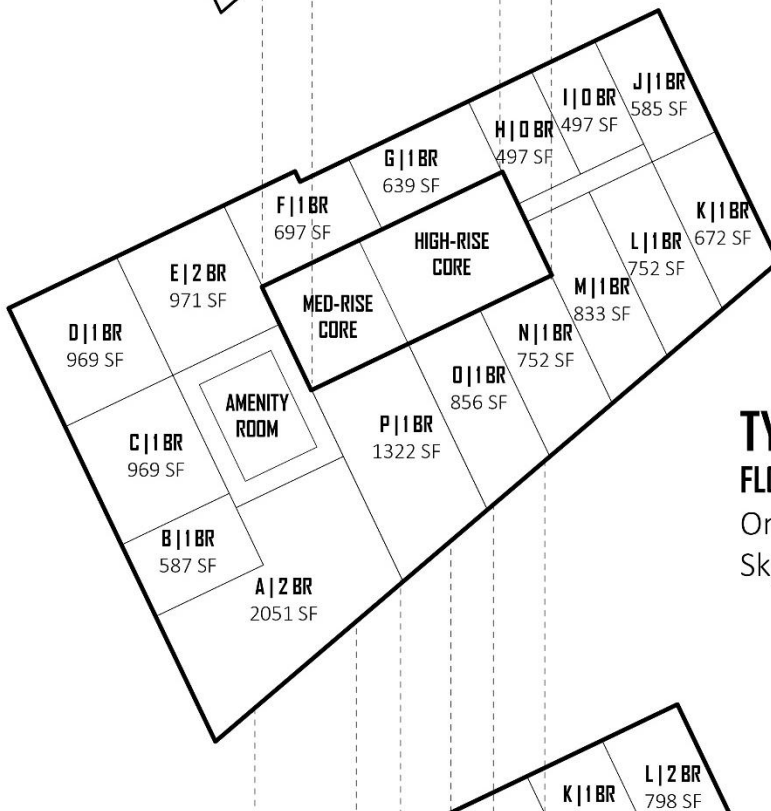 J | 1 BR
585 SF
I | 0 BR
497 SF
H | 0 BR
497 SF
G | 1 BR
639 SF
F | 1 BR
697 SF
E | 2 BR
971 SF
D | 1 BR
969 SF
K | 1 BR
672 SF
L | 1 BR
752 SF
M | 1 BR
833 SF
N | 1 BR
752 SF
HIGH-RISE
CORE
MED-RISE
CORE
O | 1 BR
856 SF
P | 1 BR
1322 SF
AMENITY
ROOM
C | 1 BR
969 SF
B | 1 BR
587 SF
A | 2 BR
2051 SF
TY
Or
Sk
K | 1 BR
L | 2 BR
798 SF